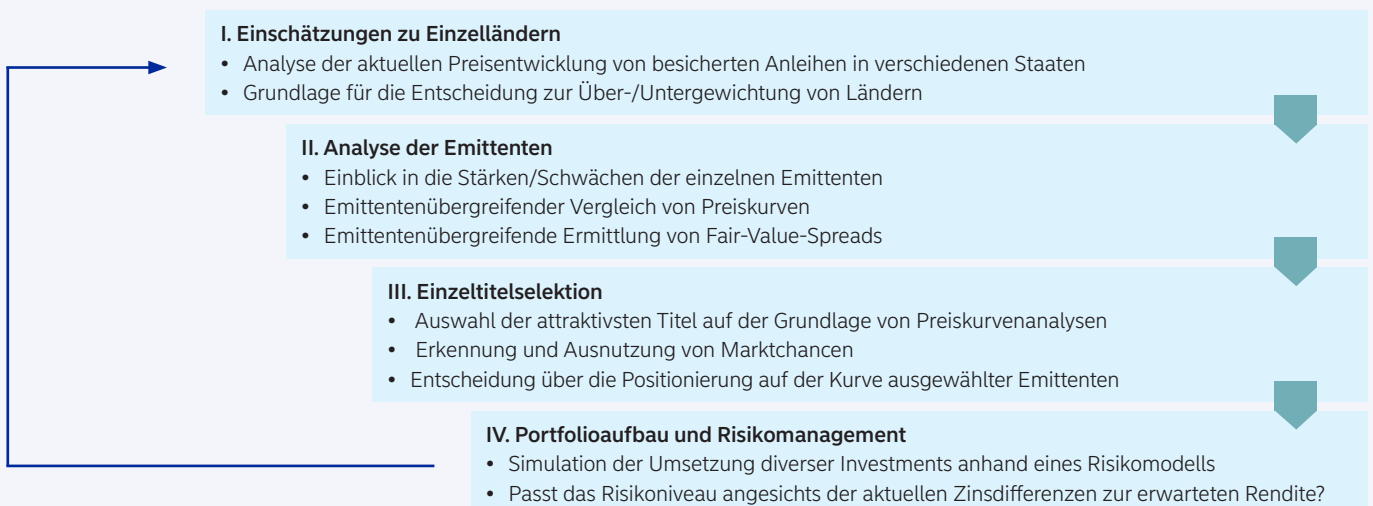 I. Einschätzungen zu Einzelländern
• Analyse der aktuellen Preisentwicklung von besicherten Anleihen in verschiedenen Staaten
• Grundlage für die Entscheidung zur Über-/Untergewichtung von Ländern
II. Analyse der Emittenten
• Einblick in die Stärken/Schwächen der einzelnen Emittenten
• Emittentenübergreifender Vergleich von Preiskurven
• Emittentenübergreifende Ermittlung von Fair-Value-Spreads
III. Einzeltitelselektion
• Auswahl der attraktivsten Titel auf der Grundlage von Preiskurvenanalysen
• Erkennung und Ausnutzung von Marktchancen
• Entscheidung über die Positionierung auf der Kurve ausgewählter Emittenten
IV. Portfolioaufbau und Risikomanagement
• Simulation der Umsetzung diverser Investments anhand eines Risikomodells
• Passt das Risikoniveau angesichts der aktuellen Zinsdifferenzen zur erwarteten Rendite?